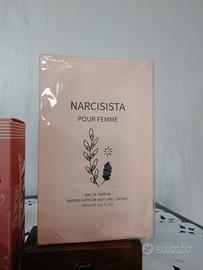 NARCISISTA
POUR FEMME
EAU DE PARFUM
VAPORISATEUR NATURAL SPRAY
100ML ℮ 3.4 FL.OZ
subito